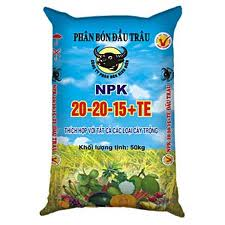 PHÂN BÓN ĐẦU TRÂU
NPK
20-20-15+TE
THÍCH HỢP VỚI TẤT CẢ CÁC LOẠI CÂY TRỒNG
Khối lượng tịnh: 50kg